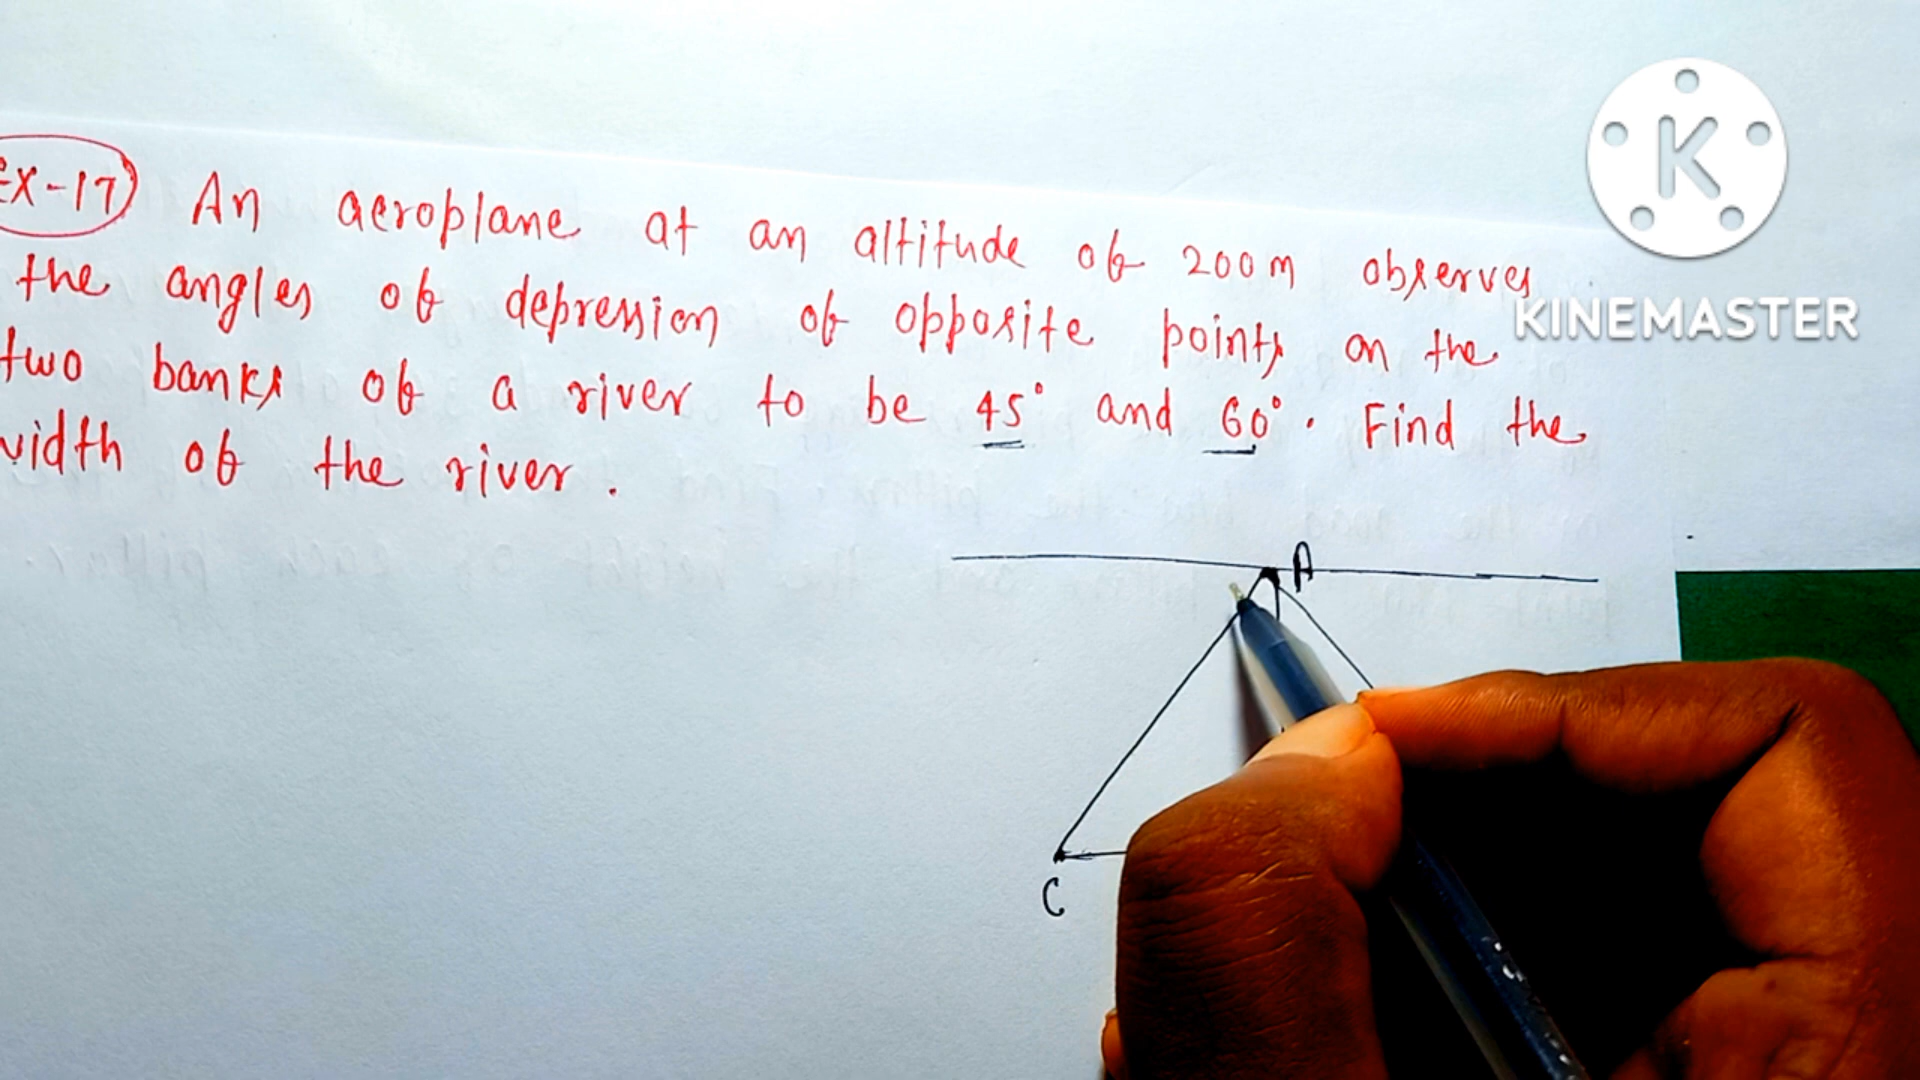 Ex-17) An aeroplane at an altitude of 200m observes
the angles of depression of opposite points on the
two banks of a river to be 45° and 60°. Find the
width of the river.
A
C
K
KINEMASTER